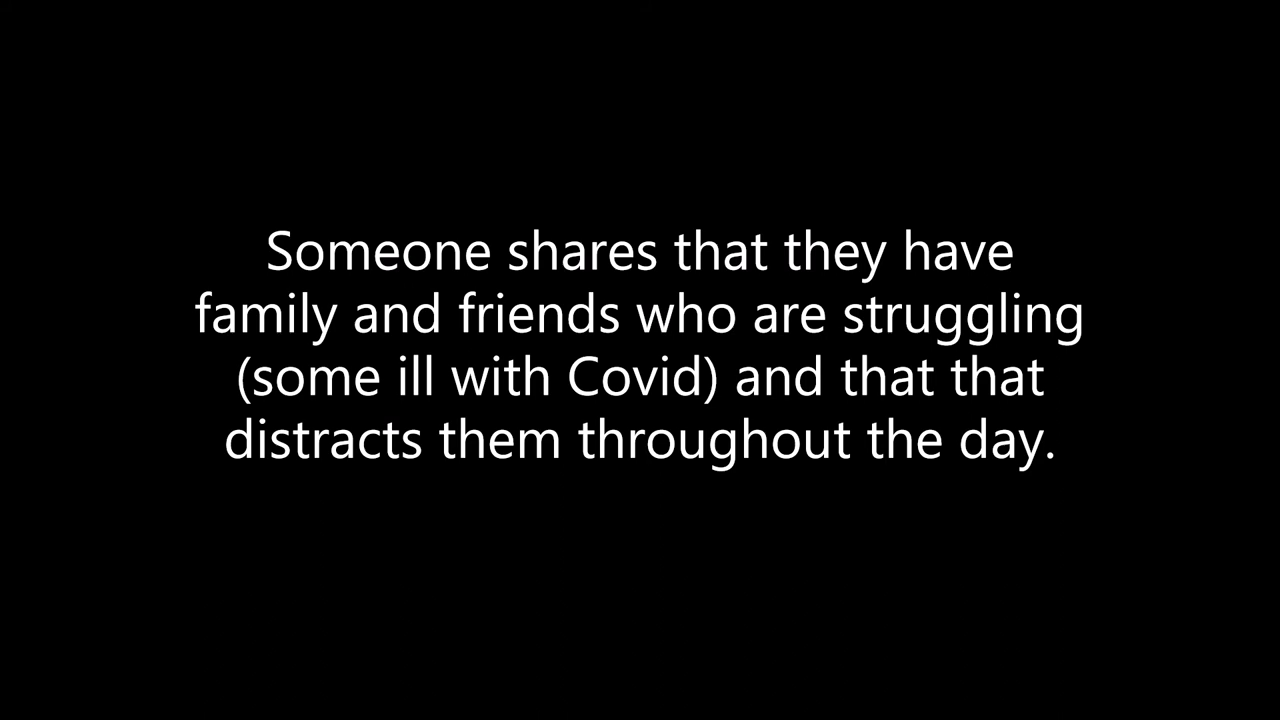 Someone shares that they have
family and friends who are struggling
(some ill with Covid) and that that
distracts them throughout the day.